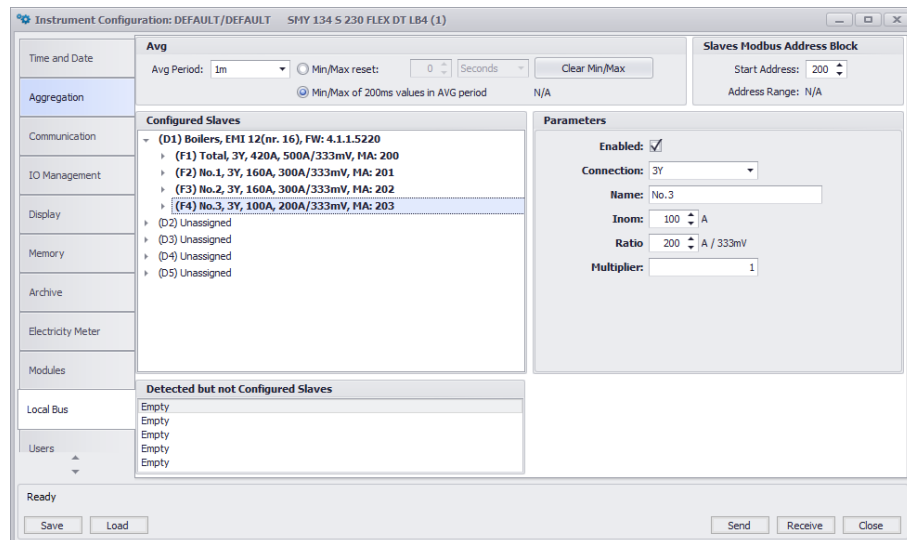 Instrument Configuration: DEFAULT/DEFAULT SMY 134 S 230 FLEX DT LB4 (1)
Time and Date
Aggregation
Communication
IO Management
Display
Memory
Archive
Electricity Meter
Modules
Local Bus
Users
Avg
Avg Period: 1m Min/Max reset: 0 Seconds Clear Min/Max
Min/Max of 200ms values in AVG period N/A
Slaves Modbus Address Block
Start Address: 200
Address Range: N/A
Configured Slaves
(D1) Boilers, EMI 12(nr. 16), FW: 4.1.1.5220
(F1) Total, 3Y, 420A, 500A/333mV, MA: 200
(F2) No.1, 3Y, 160A, 300A/333mV, MA: 201
(F3) No.2, 3Y, 160A, 300A/333mV, MA: 202
(F4) No.3, 3Y, 100A, 200A/333mV, MA: 203
(D2) Unassigned
(D3) Unassigned
(D4) Unassigned
(D5) Unassigned
Parameters
Enabled:
Connection: 3Y
Name: No.3
Inom: 100 A
Ratio 200 A / 333mV
Multiplier: 1
Detected but not Configured Slaves
Empty
Empty
Empty
Empty
Empty
Ready
Save Load Send Receive Close